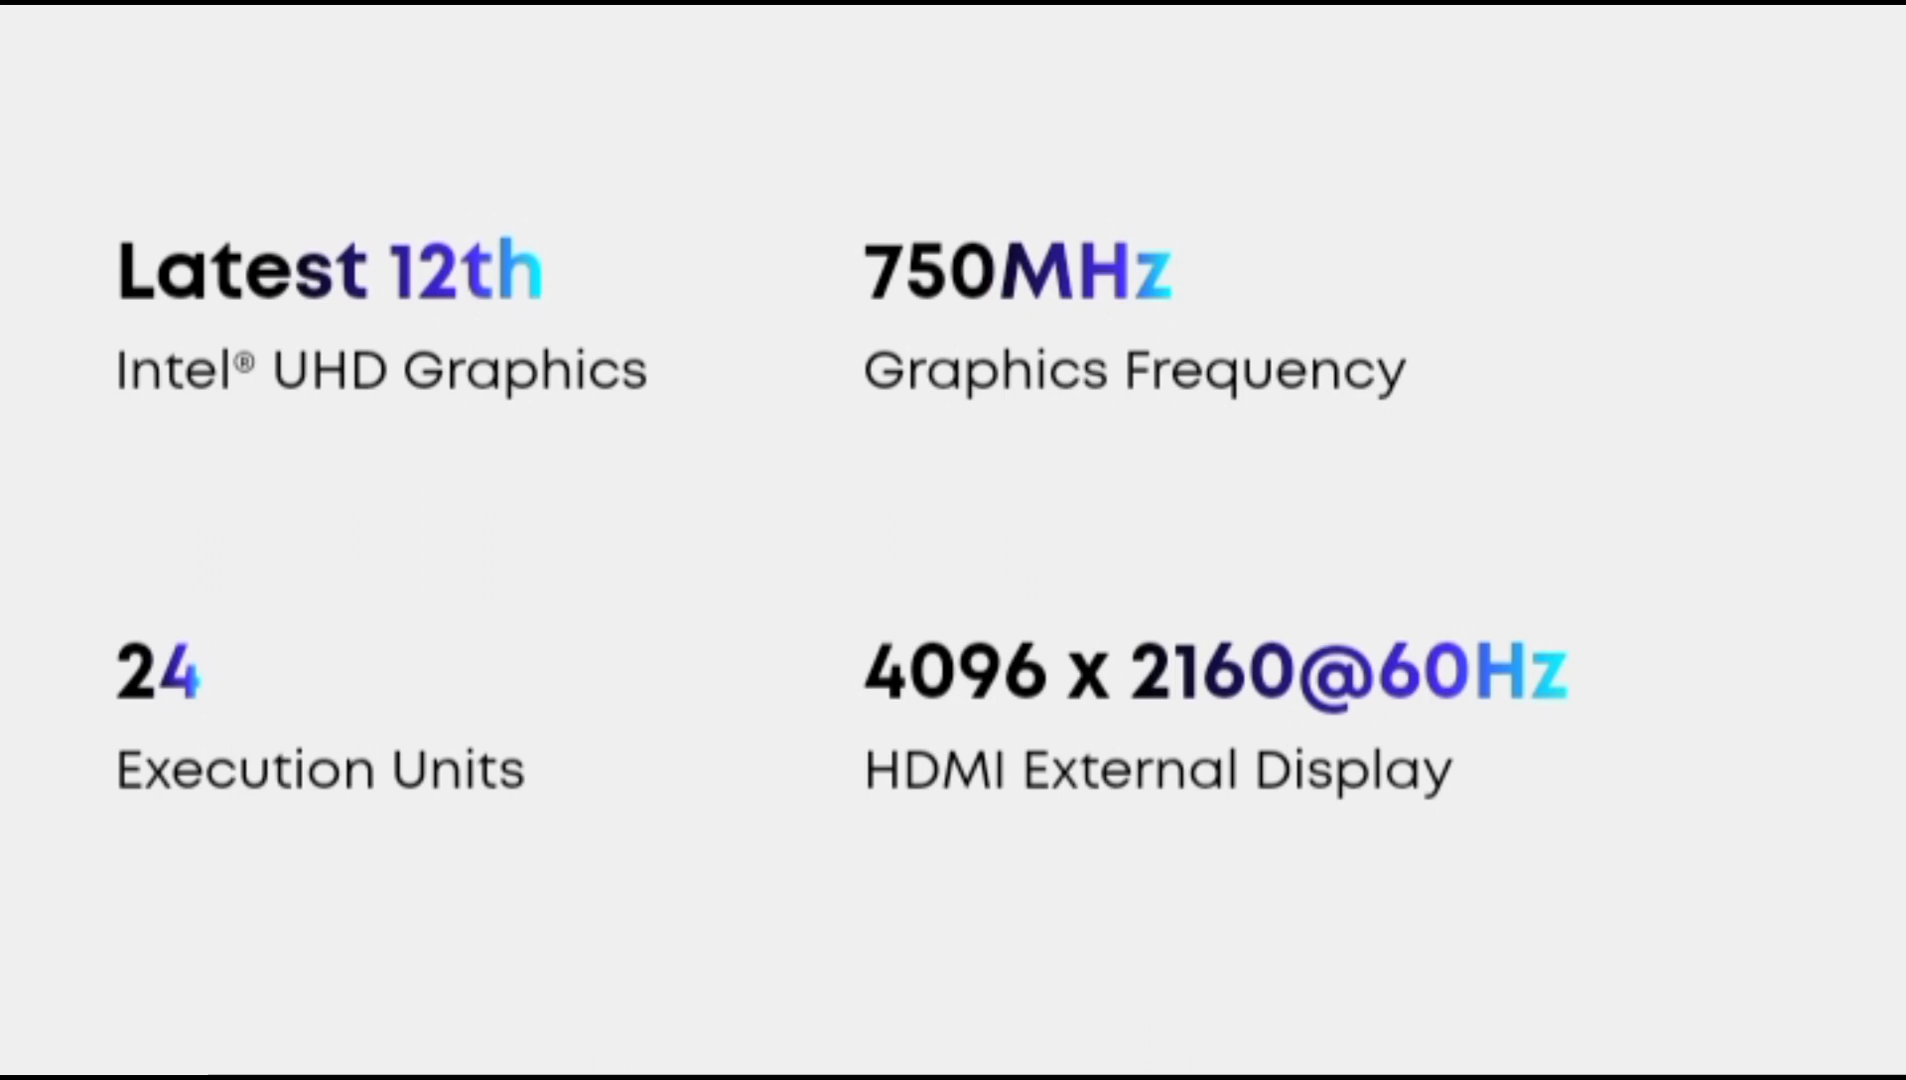 Latest 12th
Intel® UHD Graphics
750MHz
Graphics Frequency
24
Execution Units
4096 x 2160@60Hz
HDMI External Display